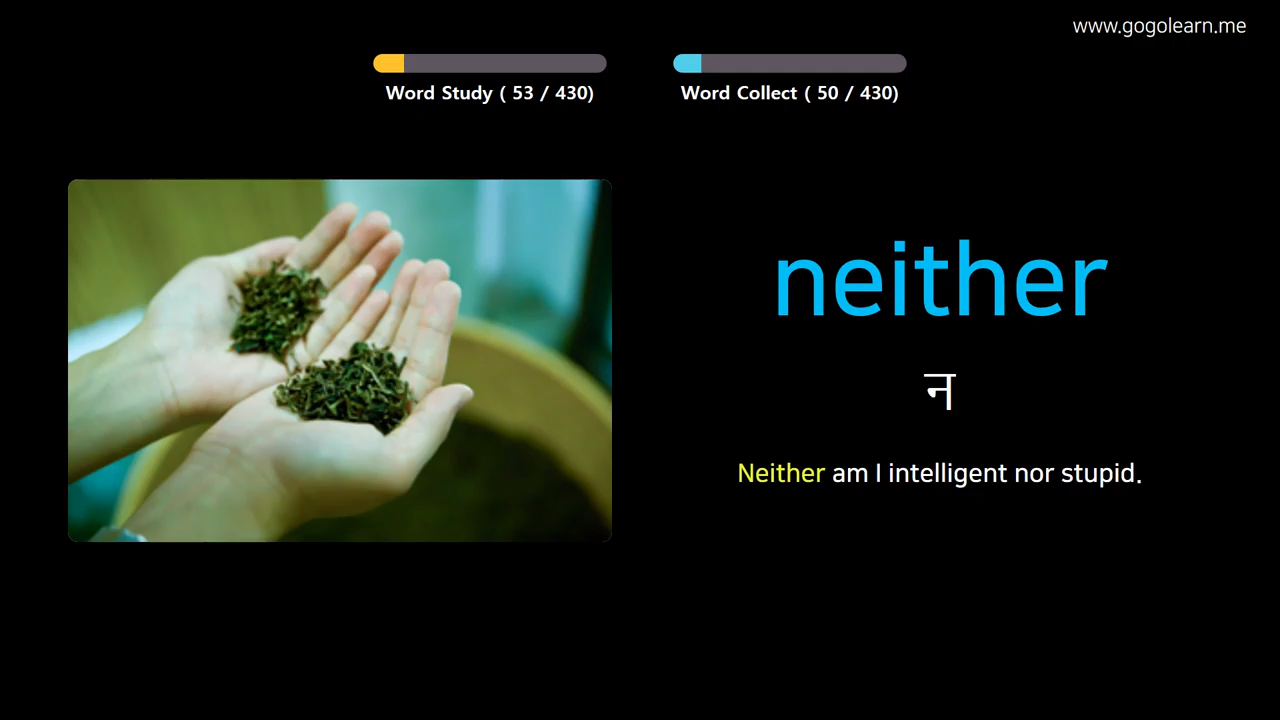 www.gogolearn.me
Word Study ( 53 / 430)
Word Collect ( 50 / 430)
neither
न
Neither am I intelligent nor stupid.